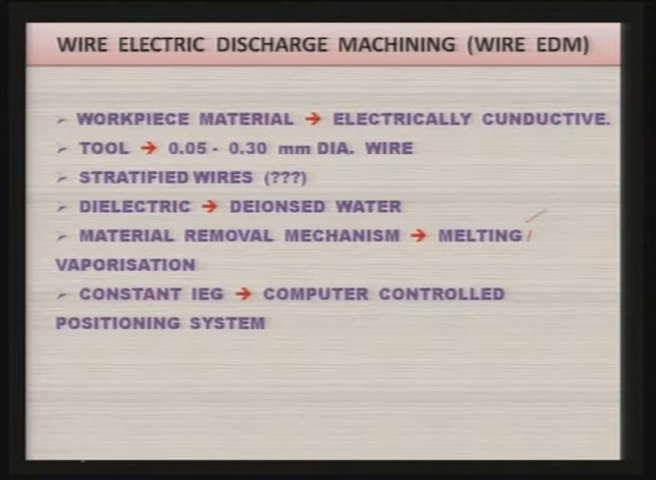 WIRE ELECTRIC DISCHARGE MACHINING (WIRE EDM)
➢ WORKPIECE MATERIAL ➔ ELECTRICALLY CUNDUCTIVE.
➢ TOOL ➔ 0.05 - 0.30 mm DIA. WIRE
➢ STRATIFIED WIRES (???)
➢ DIELECTRIC ➔ DEIONSED WATER
➢ MATERIAL REMOVAL MECHANISM ➔ MELTING/
VAPORISATION
➢ CONSTANT IEG ➔ COMPUTER CONTROLLED
POSITIONING SYSTEM